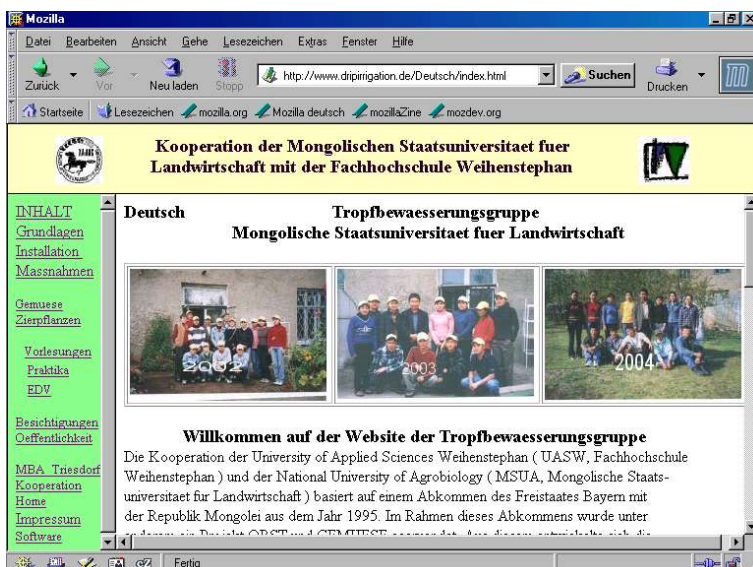 Mozilla
Datei Bearbeiten Ansicht Gehe Lesezeichen Extras Fenster Hilfe
Zurück Vor Neu laden Stopp http://www.dripirrigation.de/Deutsch/index.html Suchen Drucken
Startseite Lesezeichen mozilla.org Mozilla deutsch mozillaZine mozdev.org
Kooperation der Mongolischen Staatsuniversitaet fuer
Landwirtschaft mit der Fachhochschule Weihenstephan
INHALT
Grundlagen
Installation
Massnahmen
Gemuese
Zierpflanzen
Vorlesungen
Praktika
EDV
Besichtigungen
Oeffentlichkeit
MBA Triesdorf
Kooperation
Home
Impressum
Software
Deutsch Tropfbewaesserungsgruppe
Mongolische Staatsuniversitaet fuer Landwirtschaft
2002 2003 2004
Willkommen auf der Website der Tropfbewaesserungsgruppe
Die Kooperation der University of Applied Sciences Weihenstephan ( UASW, Fachhochschule
Weihenstephan ) und der National University of Agrobiology ( MSUA, Mongolische Staats-
universitaet fur Landwirtschaft ) basiert auf einem Abkommen des Freistaates Bayern mit
der Republik Mongolei aus dem Jahr 1995. Im Rahmen dieses Abkommens wurde unter
Fertig